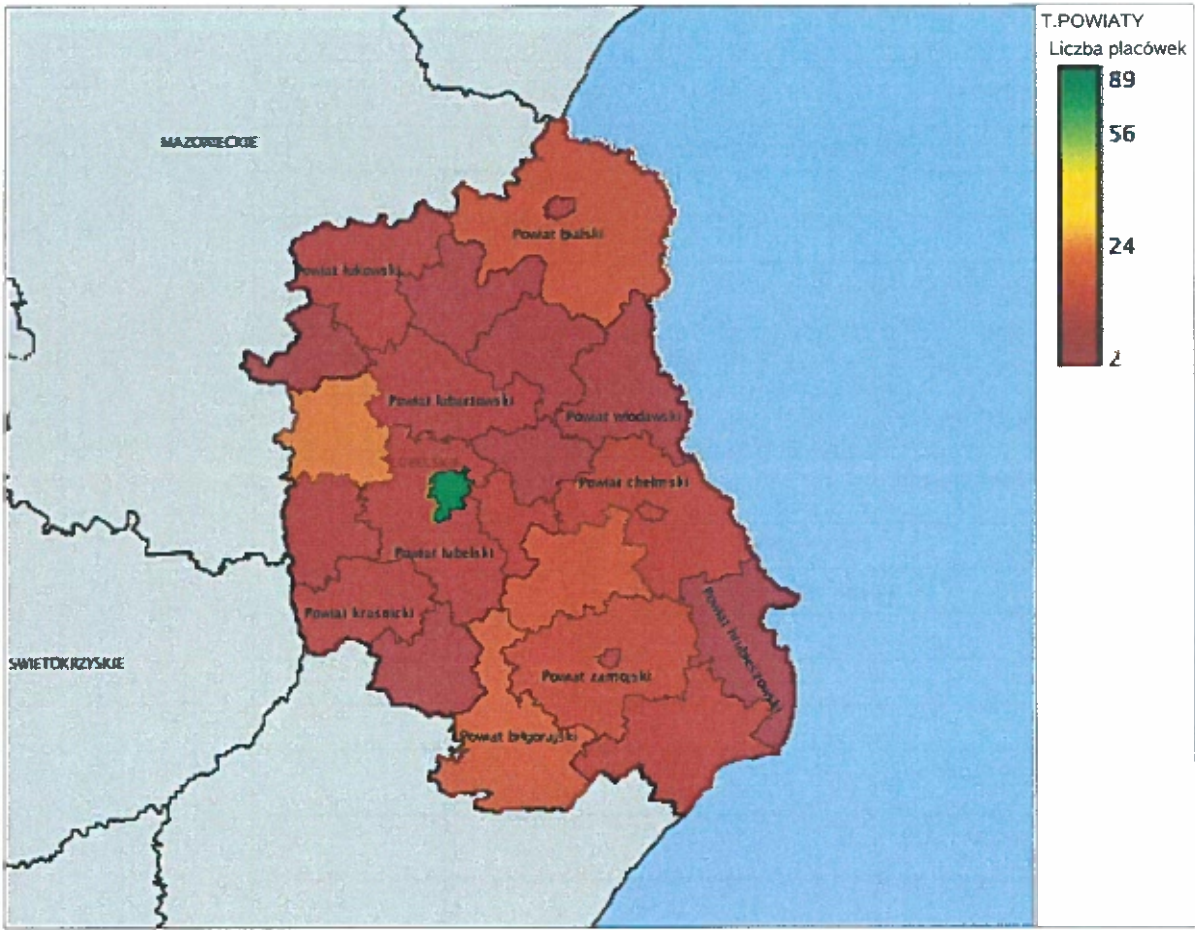 T.POWIATY
Liczba placówek
89
56
24
2
MAZOWIECKIE
Powiat bialski
Powiat łukowski
Powiat lubartowski
Powiat włodawski
Powiat chełmski
Powiat lubelski
Powiat kraśnicki
Powiat hrubieszowski
SWIETOKRZYSKIE
Powiat zamojski
Powiat biłgorajski